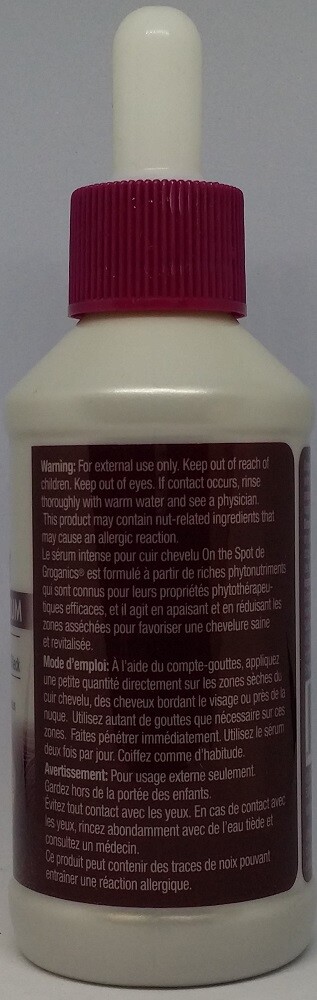 Warning: For external use only. Keep out of reach of
children. Keep out of eyes. If contact occurs, rinse
thoroughly with warm water and see a physician.
This product may contain nut-related ingredients that
may cause an allergic reaction.
Le sérum intense pour cuir chevelu On the Spot de
Groganics® est formulé à partir de riches phytonutriments
qui sont connus pour leurs propriétés phytothérapeu-
tiques efficaces, et il agit en apaisant et en réduisant les
zones asséchées pour favoriser une chevelure saine
et revitalisée.
Mode d'emploi: À l'aide du compte-gouttes, appliquez
une petite quantité directement sur les zones sèches du
cuir chevelu, des cheveux bordant le visage ou près de la
nuque. Utilisez autant de gouttes que nécessaire sur ces
zones. Faites pénétrer immédiatement. Utilisez le sérum
deux fois par jour. Coiffez comme d'habitude.
Avertissement: Pour usage externe seulement.
Gardez hors de la portée des enfants.
Évitez tout contact avec les yeux. En cas de contact avec
les yeux, rincez abondamment avec de l'eau tiède et
consultez un médecin.
Ce produit peut contenir des traces de noix pouvant
entraîner une réaction allergique.